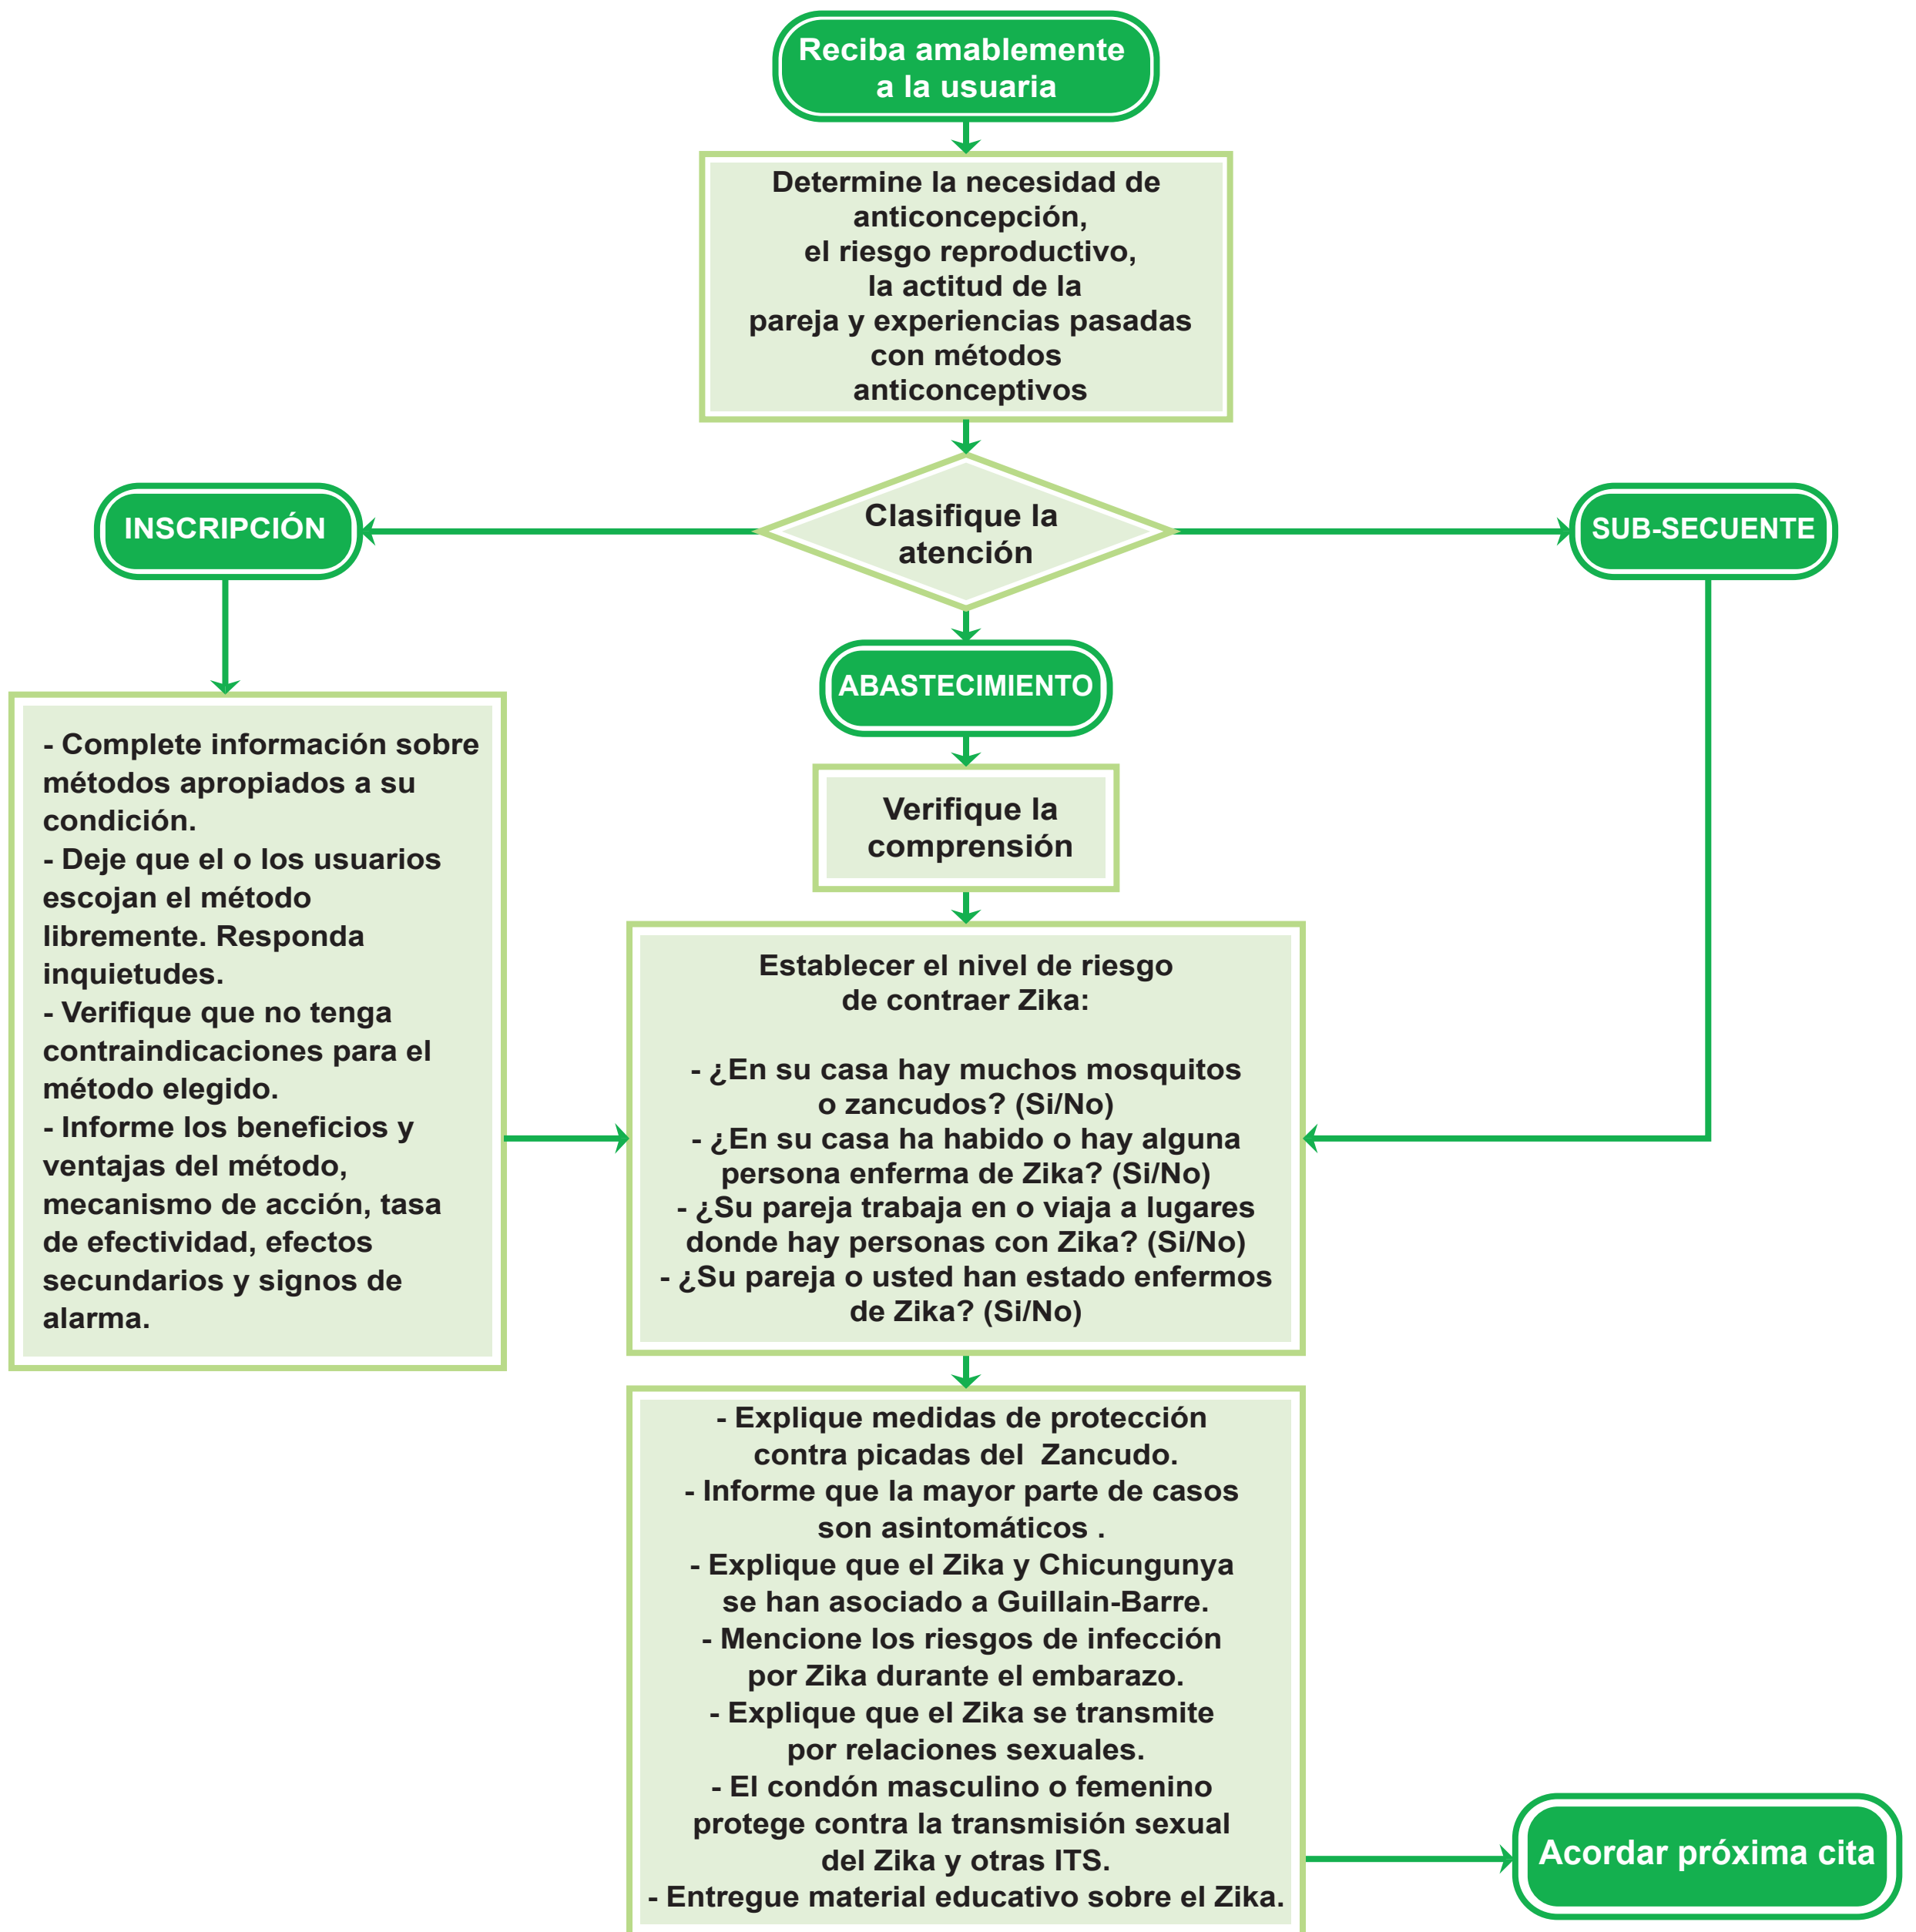 Reciba amablemente
a la usuaria
Determine la necesidad de
anticoncepción,
el riesgo reproductivo,
la actitud de la
pareja y experiencias pasadas
con métodos
anticonceptivos
Clasifique la
atención
INSCRIPCIÓN
SUB-SECUENTE
ABASTECIMIENTO
- Complete información sobre
métodos apropiados a su
condición.
- Deje que el o los usuarios
escojan el método
libremente. Responda
inquietudes.
- Verifique que no tenga
contraindicaciones para el
método elegido.
- Informe los beneficios y
ventajas del método,
mecanismo de acción, tasa
de efectividad, efectos
secundarios y signos de
alarma.
Verifique la
comprensión
Establecer el nivel de riesgo
de contraer Zika:
- ¿En su casa hay muchos mosquitos
o zancudos? (Si/No)
- ¿En su casa ha habido o hay alguna
persona enferma de Zika? (Si/No)
- ¿Su pareja trabaja en o viaja a lugares
donde hay personas con Zika? (Si/No)
- ¿Su pareja o usted han estado enfermos
de Zika? (Si/No)
- Explique medidas de protección
contra picadas del  Zancudo.
- Informe que la mayor parte de casos
son asintomáticos .
- Explique que el Zika y Chicungunya
se han asociado a Guillain-Barre.
- Mencione los riesgos de infección
por Zika durante el embarazo.
- Explique que el Zika se transmite
por relaciones sexuales.
- El condón masculino o femenino
protege contra la transmisión sexual
del Zika y otras ITS.
- Entregue material educativo sobre el Zika.
Acordar próxima cita